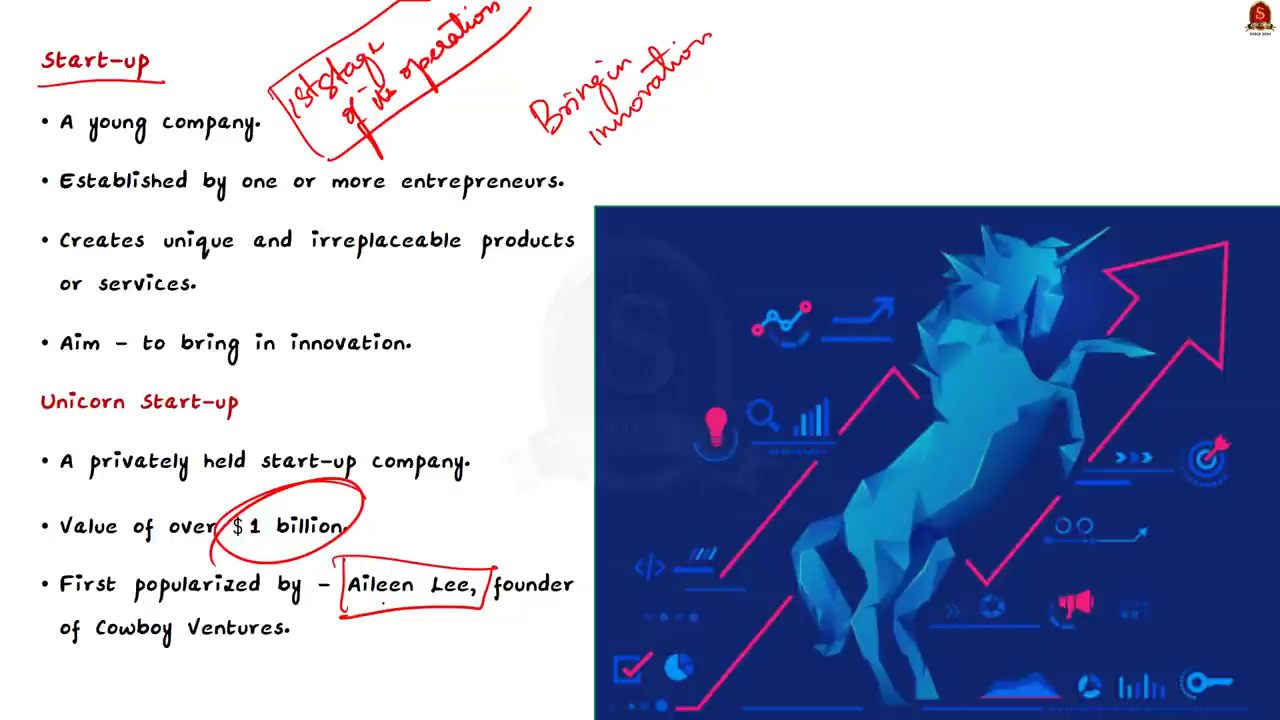 Start-up
1st stage
of its operation
Bring in
innovation
• A young company.
• Established by one or more entrepreneurs.
• Creates unique and irreplaceable products
or services.
• Aim – to bring in innovation.
Unicorn Start-up
• A privately held start-up company.
• Value of over $1 billion.
• First popularized by – Aileen Lee, founder
of Cowboy Ventures.
S